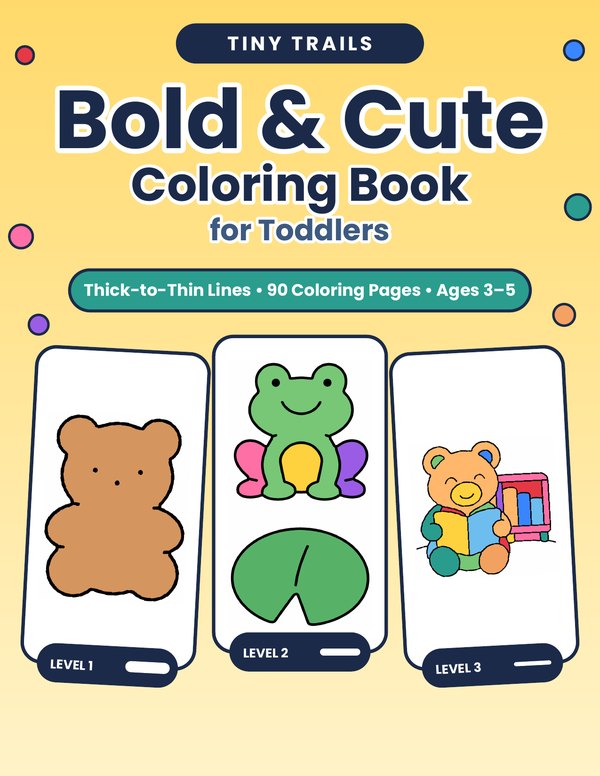 TINY TRAILS
Bold & Cute
Coloring Book
for Toddlers
Thick-to-Thin Lines • 90 Coloring Pages • Ages 3–5
LEVEL 1
LEVEL 2
LEVEL 3